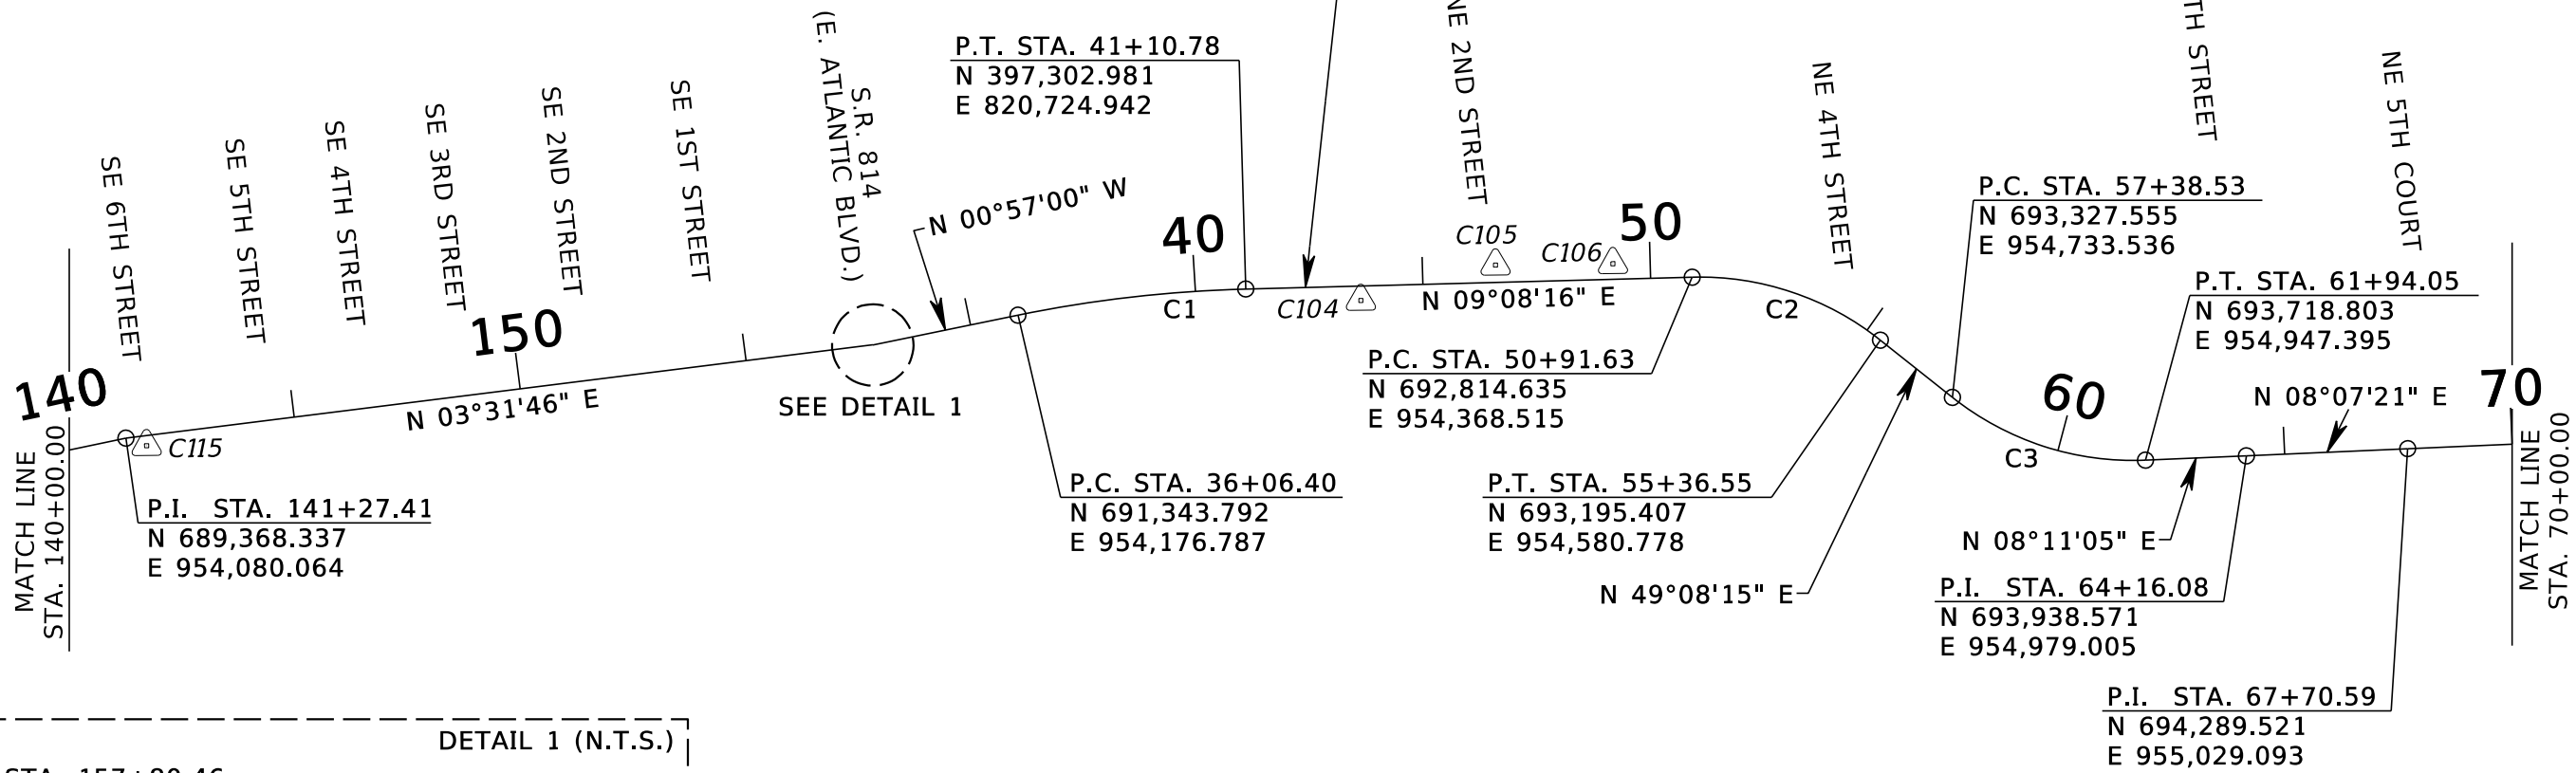 SE 6TH STREET
SE 5TH STREET
SE 4TH STREET
SE 3RD STREET
SE 2ND STREET
SE 1ST STREET
S.R. 814
(E. ATLANTIC BLVD.)
NE 2ND STREET
NE 4TH STREET
TH STREET
NE 5TH COURT
P.T. STA. 41+10.78
N 397,302.981
E 820,724.942
N 00°57'00" W
40
C105
C106
50
P.C. STA. 57+38.53
N 693,327.555
E 954,733.536
P.T. STA. 61+94.05
N 693,718.803
E 954,947.395
140
150
N 03°31'46" E
SEE DETAIL 1
C1
C104
N 09°08'16" E
C2
P.C. STA. 50+91.63
N 692,814.635
E 954,368.515
60
N 08°07'21" E
70
C115
C3
MATCH LINE
STA. 140+00.00
P.I. STA. 141+27.41
N 689,368.337
E 954,080.064
P.C. STA. 36+06.40
N 691,343.792
E 954,176.787
P.T. STA. 55+36.55
N 693,195.407
E 954,580.778
N 49°08'15" E
N 08°11'05" E
P.I. STA. 64+16.08
N 693,938.571
E 954,979.005
MATCH LINE
STA. 70+00.00
P.I. STA. 67+70.59
N 694,289.521
E 955,029.093
DETAIL 1 (N.T.S.)
STA. 157+80.46